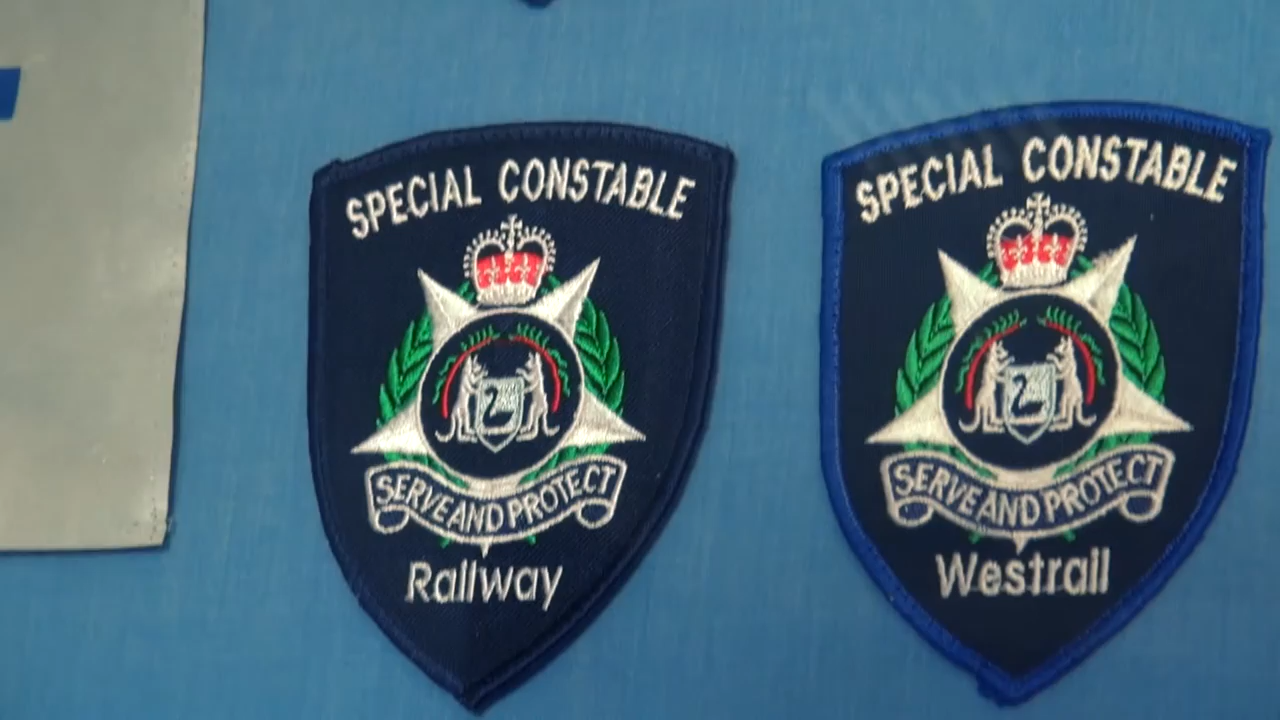 SPECIAL CONSTABLE
SERVE AND PROTECT
Railway
SPECIAL CONSTABLE
SERVE AND PROTECT
Westrail